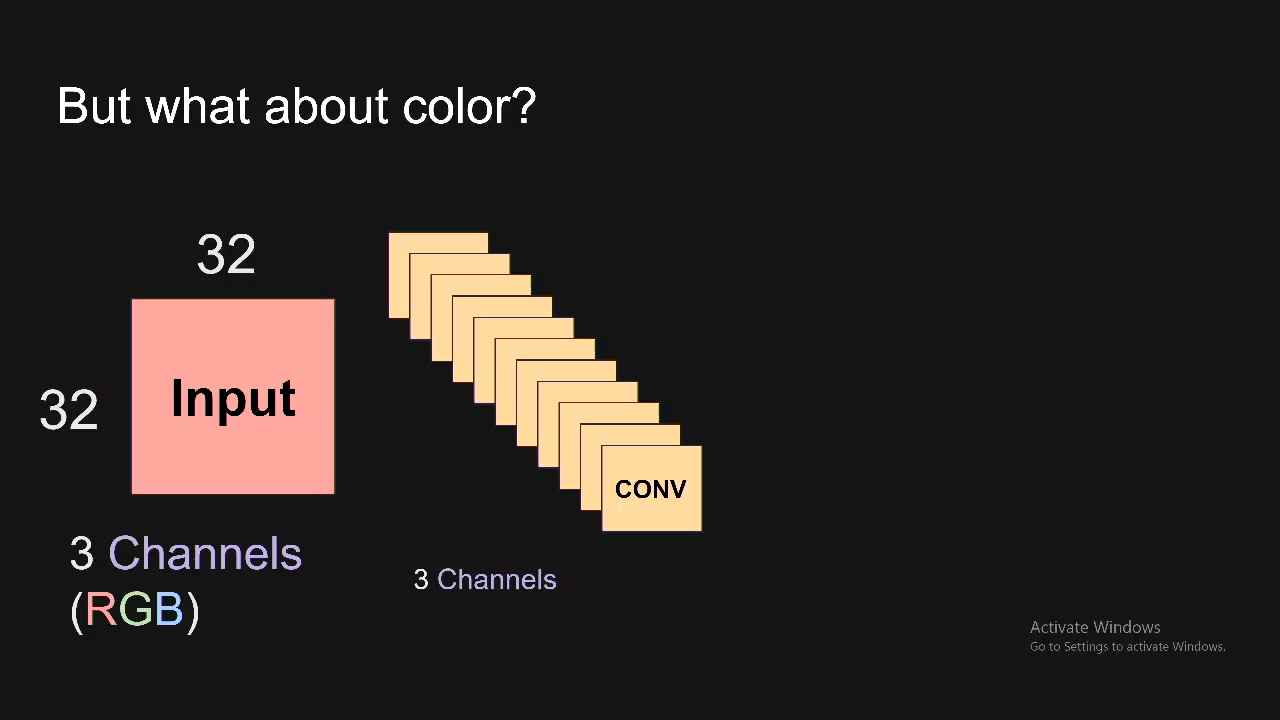 But what about color?
32
32
Input
CONV
3 Channels
(RGB)
3 Channels
Activate Windows
Go to Settings to activate Windows.